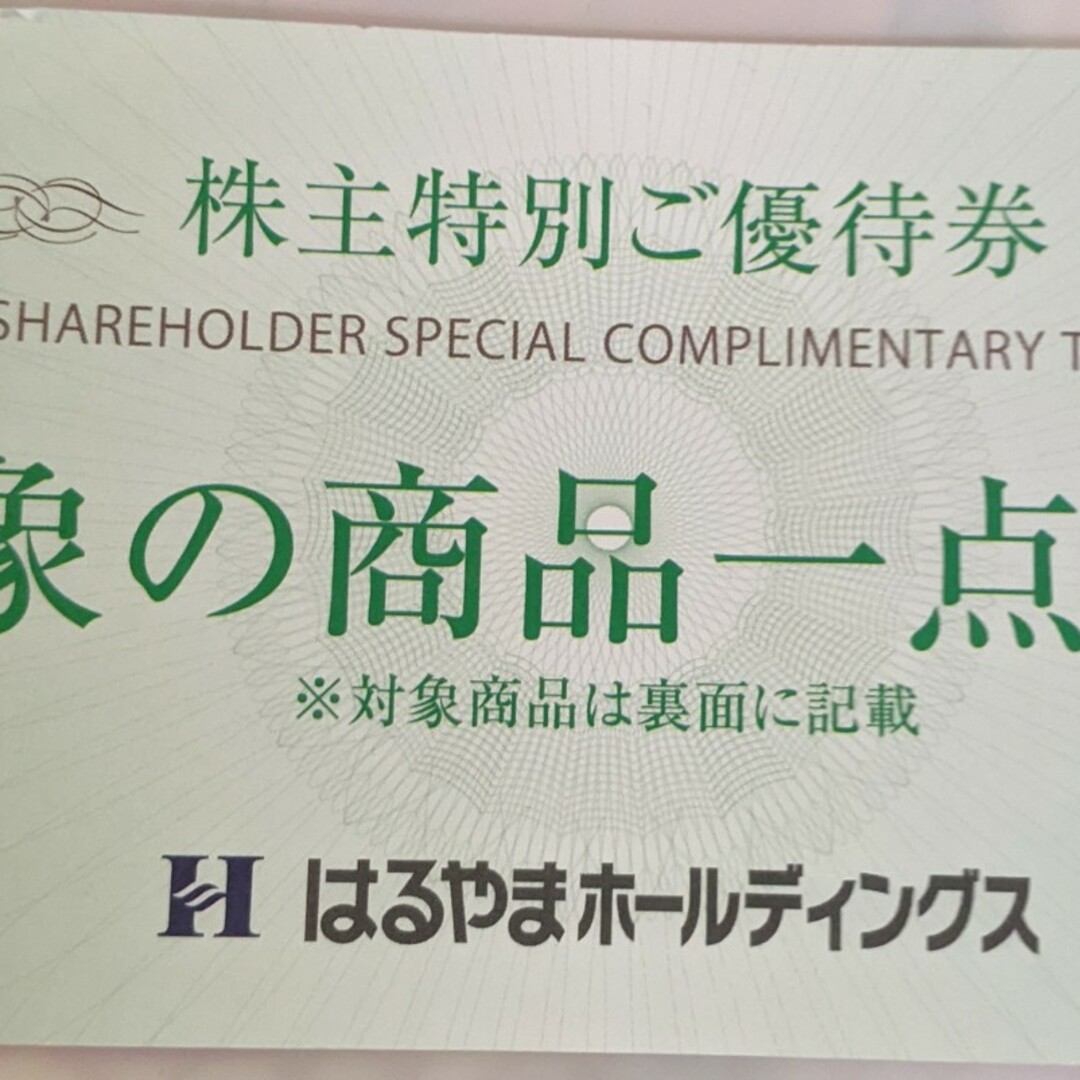 株主特別ご優待券
SHAREHOLDER SPECIAL COMPLIMENTARY T
象の商品一点
※対象商品は裏面に記載
はるやまホールディングス